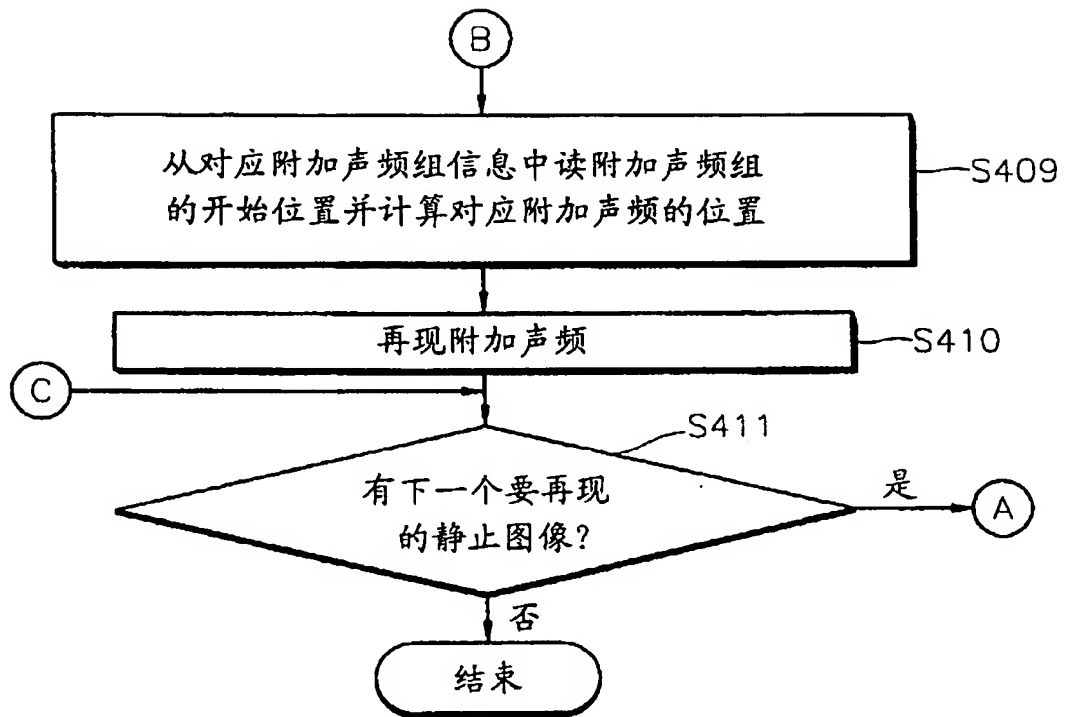 B
从对应附加声频组信息中读附加声频组
的开始位置并计算对应附加声频的位置
S409
再现附加声频
S410
C
S411
有下一个要再现
的静止图像?
是
A
否
结束